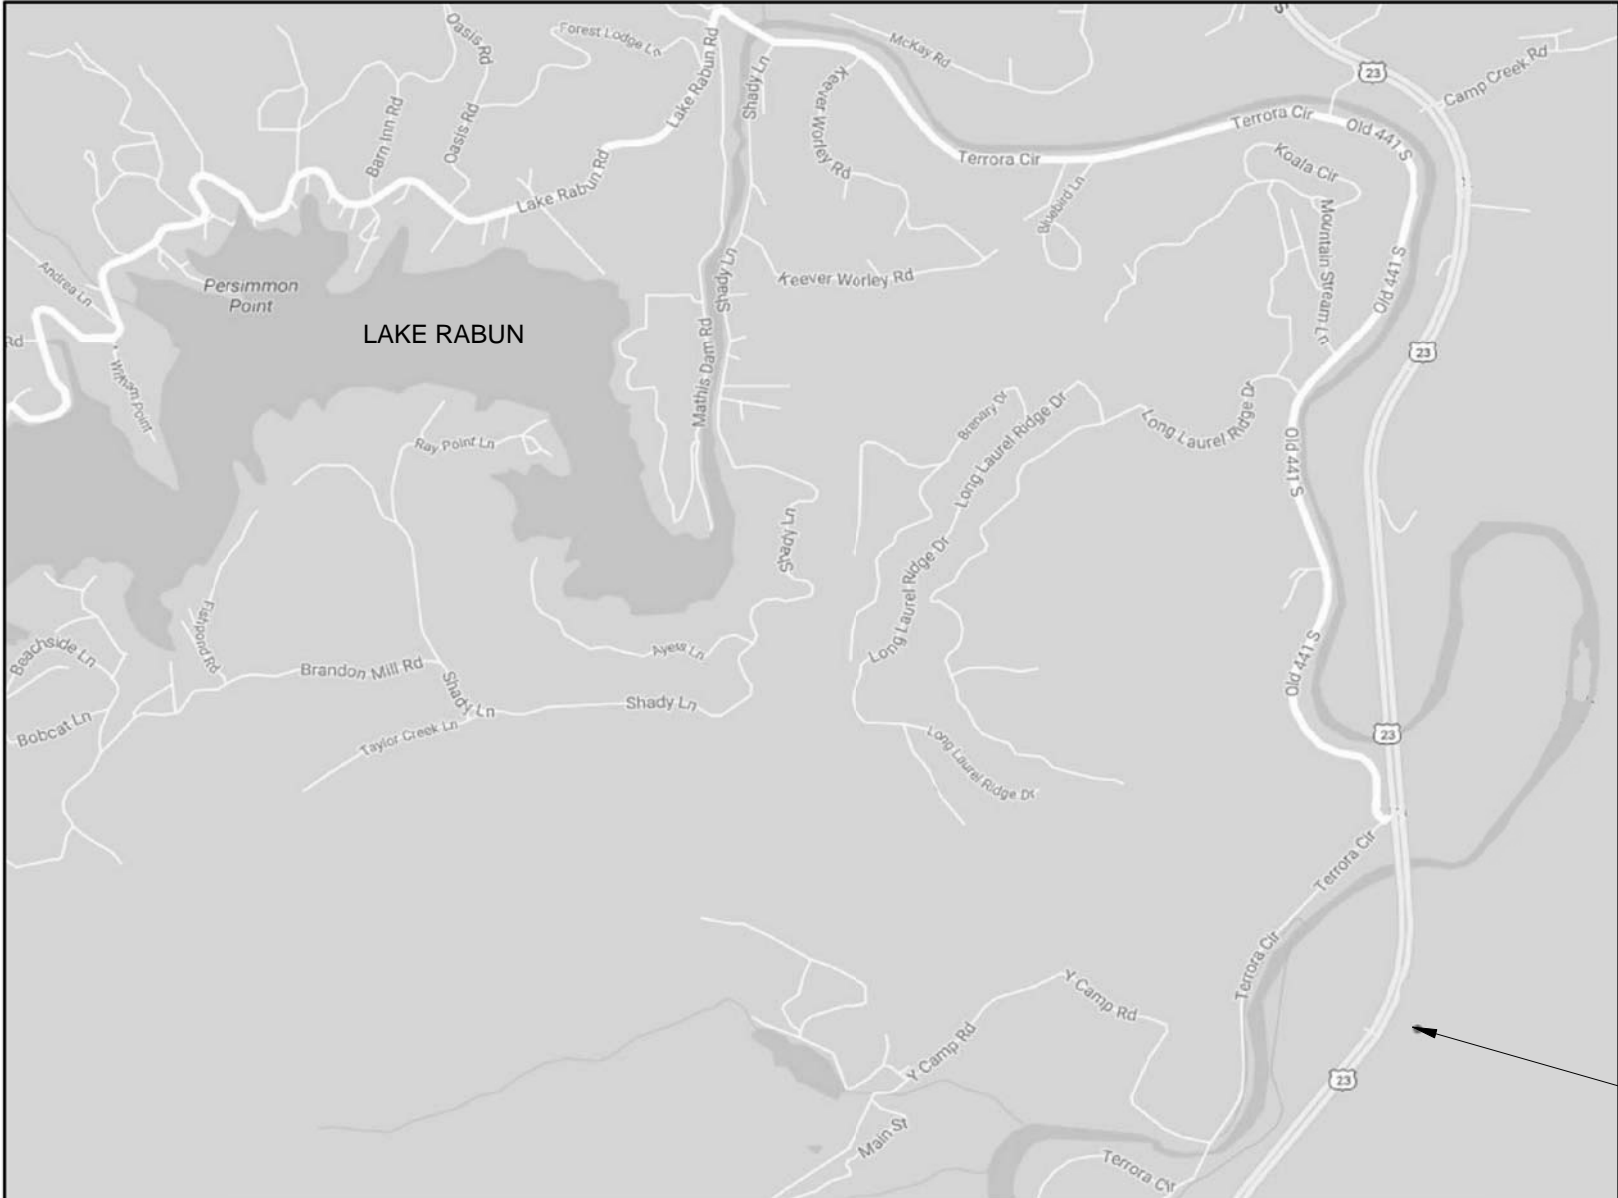 S
Oasis Rd
Forest Lodge Ln
Lake Rabun Rd
Shady Ln
McKay Rd
23
Camp Creek Rd
Keever Worley Rd
Barn Inn Rd
Oasis Rd
Terrora Cir
Old 441 S
Terrora Cir
Koala Cir
Lake Rabun Rd
Bluebird Ln
Mountain Stream Ln
Andrea Ln
Persimmon
Point
Shady Ln
Keever Worley Rd
Old 441 S
LAKE RABUN
Rd
Mathis Dam Rd
23
Point
Brenary Dr
Long Laurel Ridge Dr
Long Laurel Ridge Dr
Ray Point Ln
Old 441 S
Shady Ln
Long Laurel Ridge Dr
Fishpond Rd
Beachside Ln
Ayess Ln
Brandon Mill Rd
Old 441 S
Shady Ln
Shady Ln
Bobcat Ln
Taylor Creek Ln
Long Laurel Ridge Dr
23
Terrora Cir
Terrora Cir
Y Camp Rd
Y Camp Rd
23
Main St
Terrora Cir